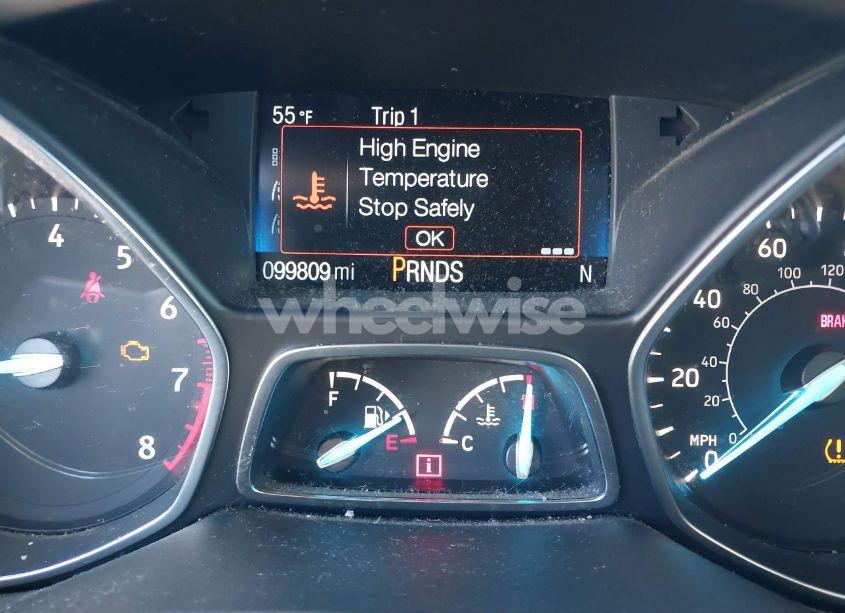 55°F Trip 1
High Engine
Temperature
Stop Safely
OK
099809 mi PRNDS N
wheelwise
4
5
6
7
8
F
E
i
C
H
60
40
20
0
MPH
120
100
80
60
40
20
0
BRAK